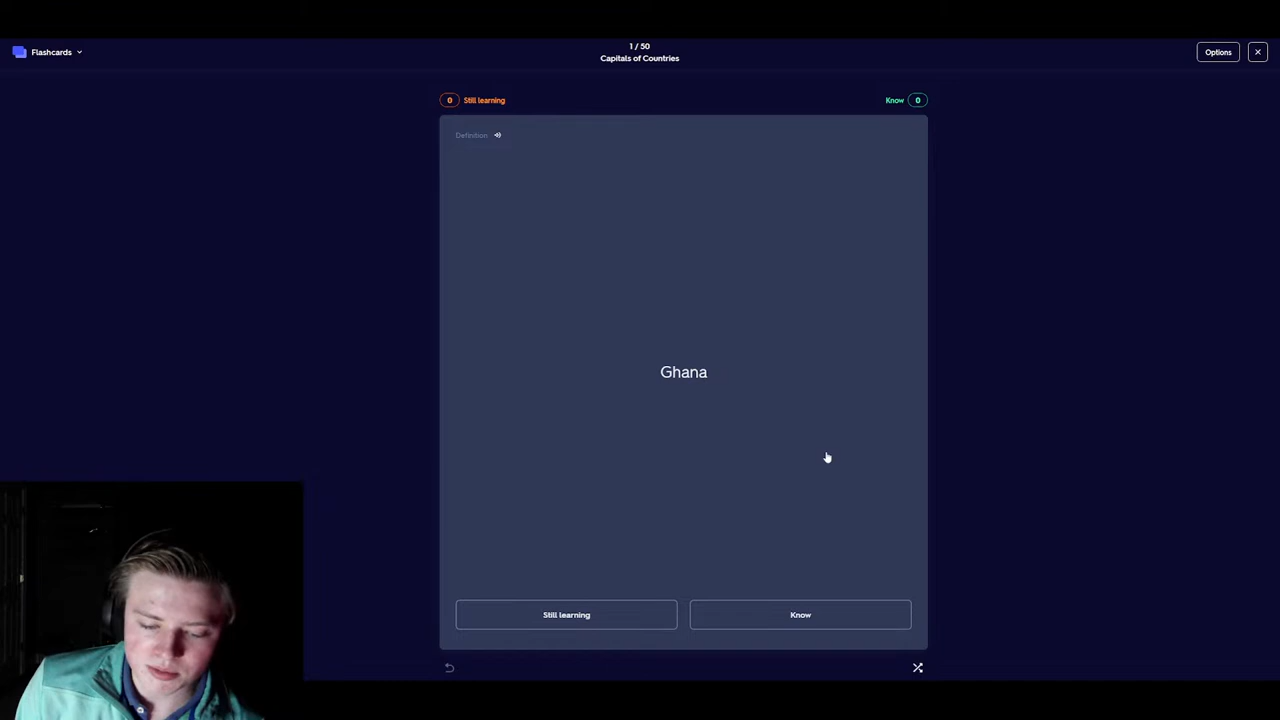 Flashcards
1 / 50
Capitals of Countries
Options
0 Still learning
Know 0
Definition
Ghana
Still learning
Know